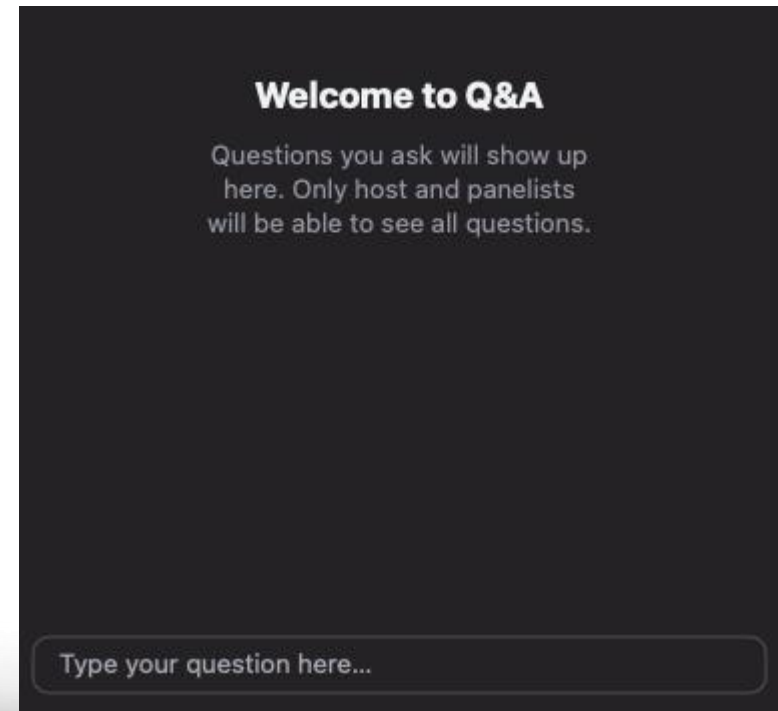 Welcome to Q&A
Questions you ask will show up
here. Only host and panelists
will be able to see all questions.
Type your question here...